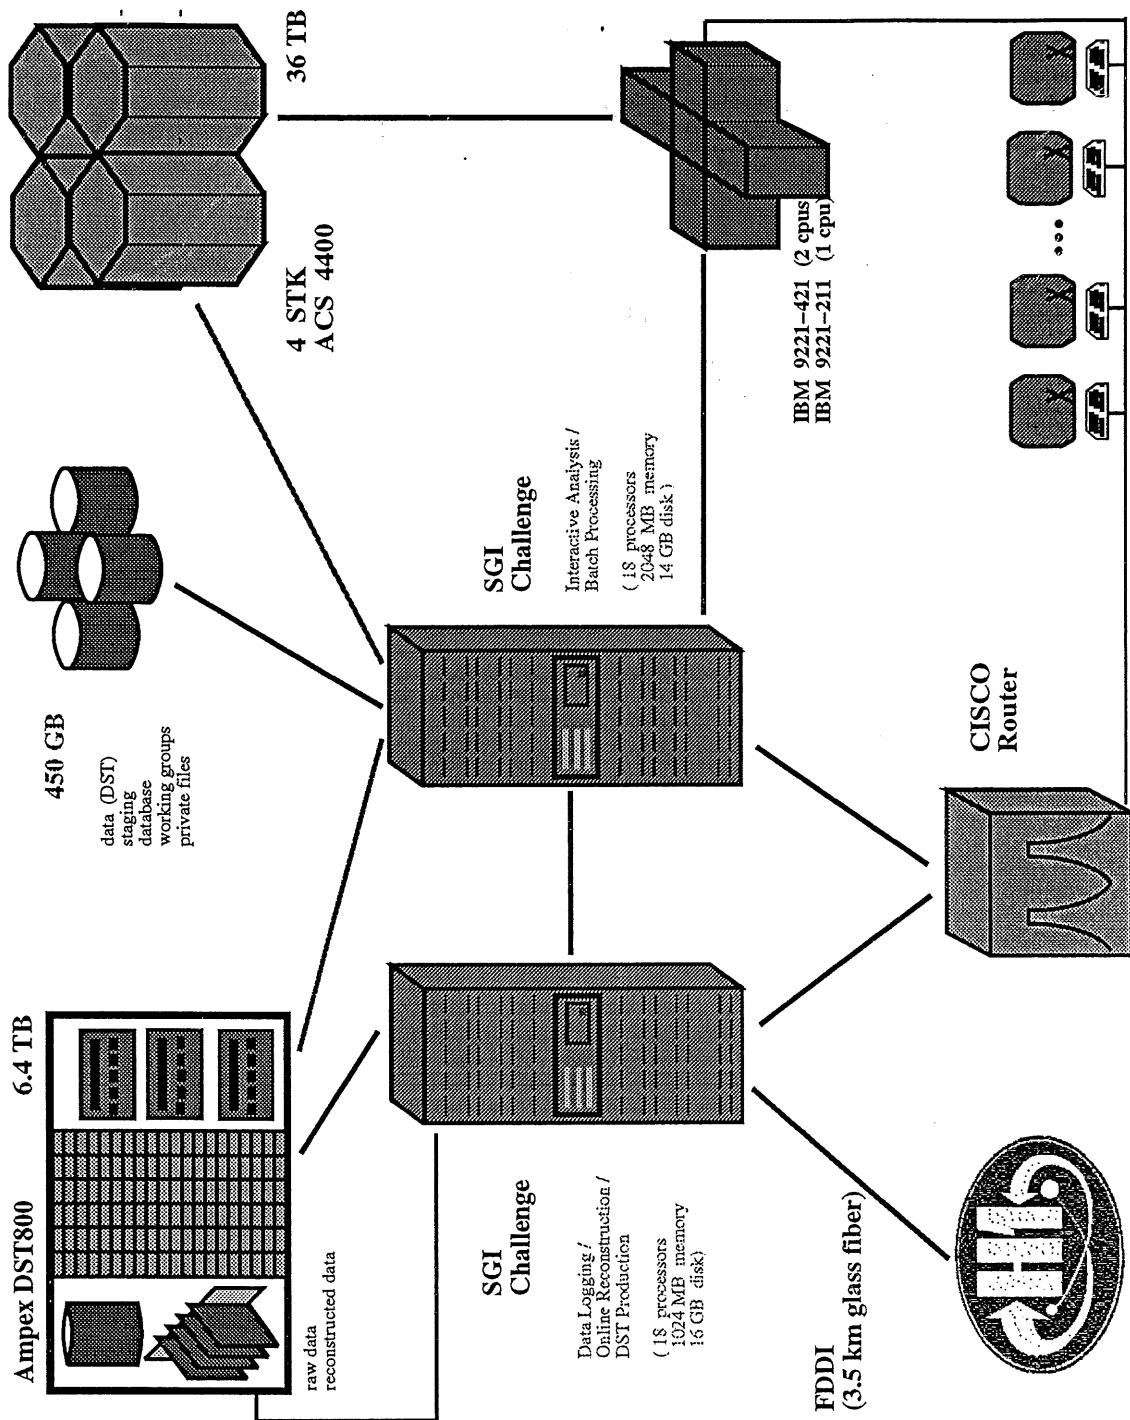 Ampex DST800
6.4 TB
raw data
reconstructed data
450 GB
data (DST)
staging
database
working groups
private files
4 STK
ACS 4400
36 TB
SGI
Challenge
Data Logging /
Online Reconstruction /
DST Production
( 18 processors
1024 MB memory
16 GB disk)
SGI
Challenge
Interactive Analysis /
Batch Processing
( 18 processors
2048 MB memory
14 GB disk )
IBM 9221-421 (2 cpus)
IBM 9221-211 (1 cpu)
FDDI
(3.5 km glass fiber)
H1
CISCO
Router
X
X
X
X